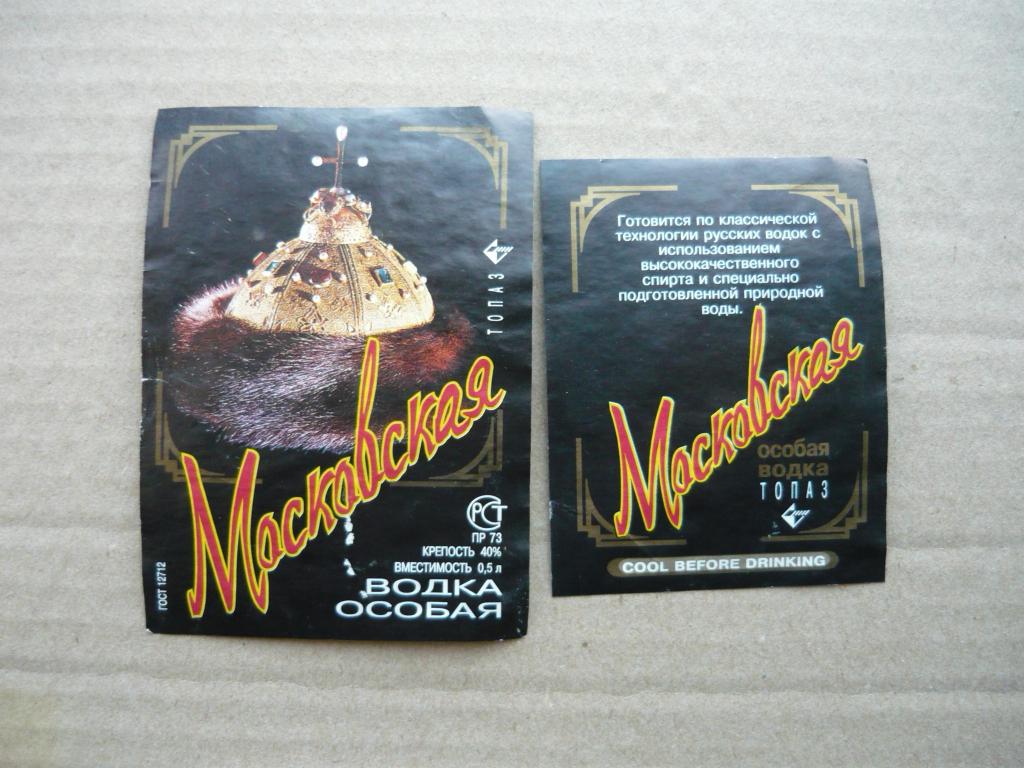 ТОПАЗ
Московская
РСТ
ПР 73
КРЕПОСТЬ 40%
ВМЕСТИМОСТЬ 0,5 л
ВОДКА
ОСОБАЯ
ГОСТ 12712
Готовится по классической
технологии русских водок с
использованием
высококачественного
спирта и специально
подготовленной природной
воды.
Московская
особая
водка
ТОПАЗ
COOL BEFORE DRINKING